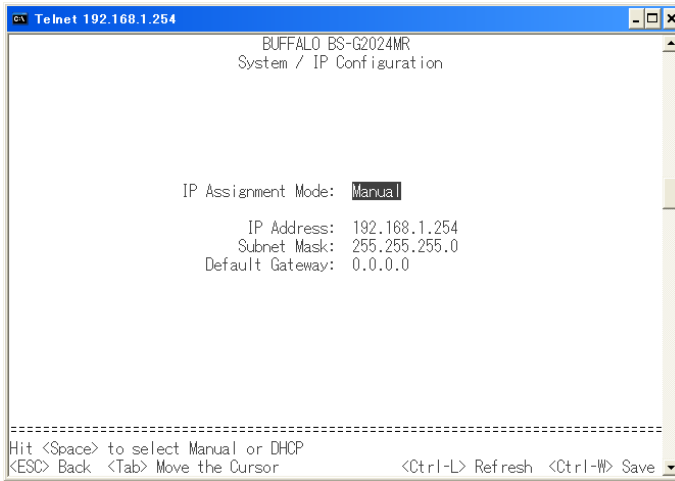 Telnet 192.168.1.254
BUFFALO BS-G2024MR
System / IP Configuration
IP Assignment Mode: Manual
IP Address: 192.168.1.254
Subnet Mask: 255.255.255.0
Default Gateway: 0.0.0.0
Hit <Space> to select Manual or DHCP
<ESC> Back <Tab> Move the Cursor <Ctrl-L> Refresh <Ctrl-W> Save